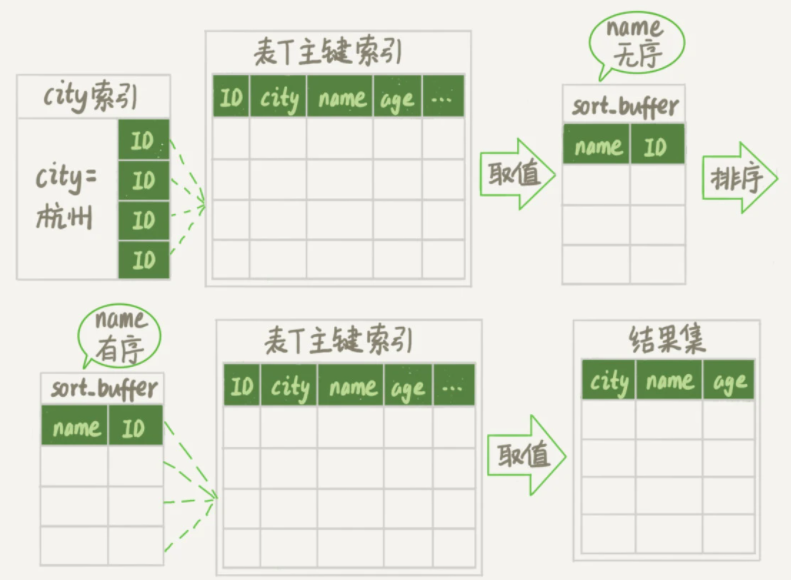 city索引
city=
杭州
ID
ID
ID
ID
表T主键索引
ID city name age ...
取值
name
无序
sort_buffer
name ID
排序
name
有序
sort_buffer
name ID
表T主键索引
ID city name age ...
取值
结果集
city name age